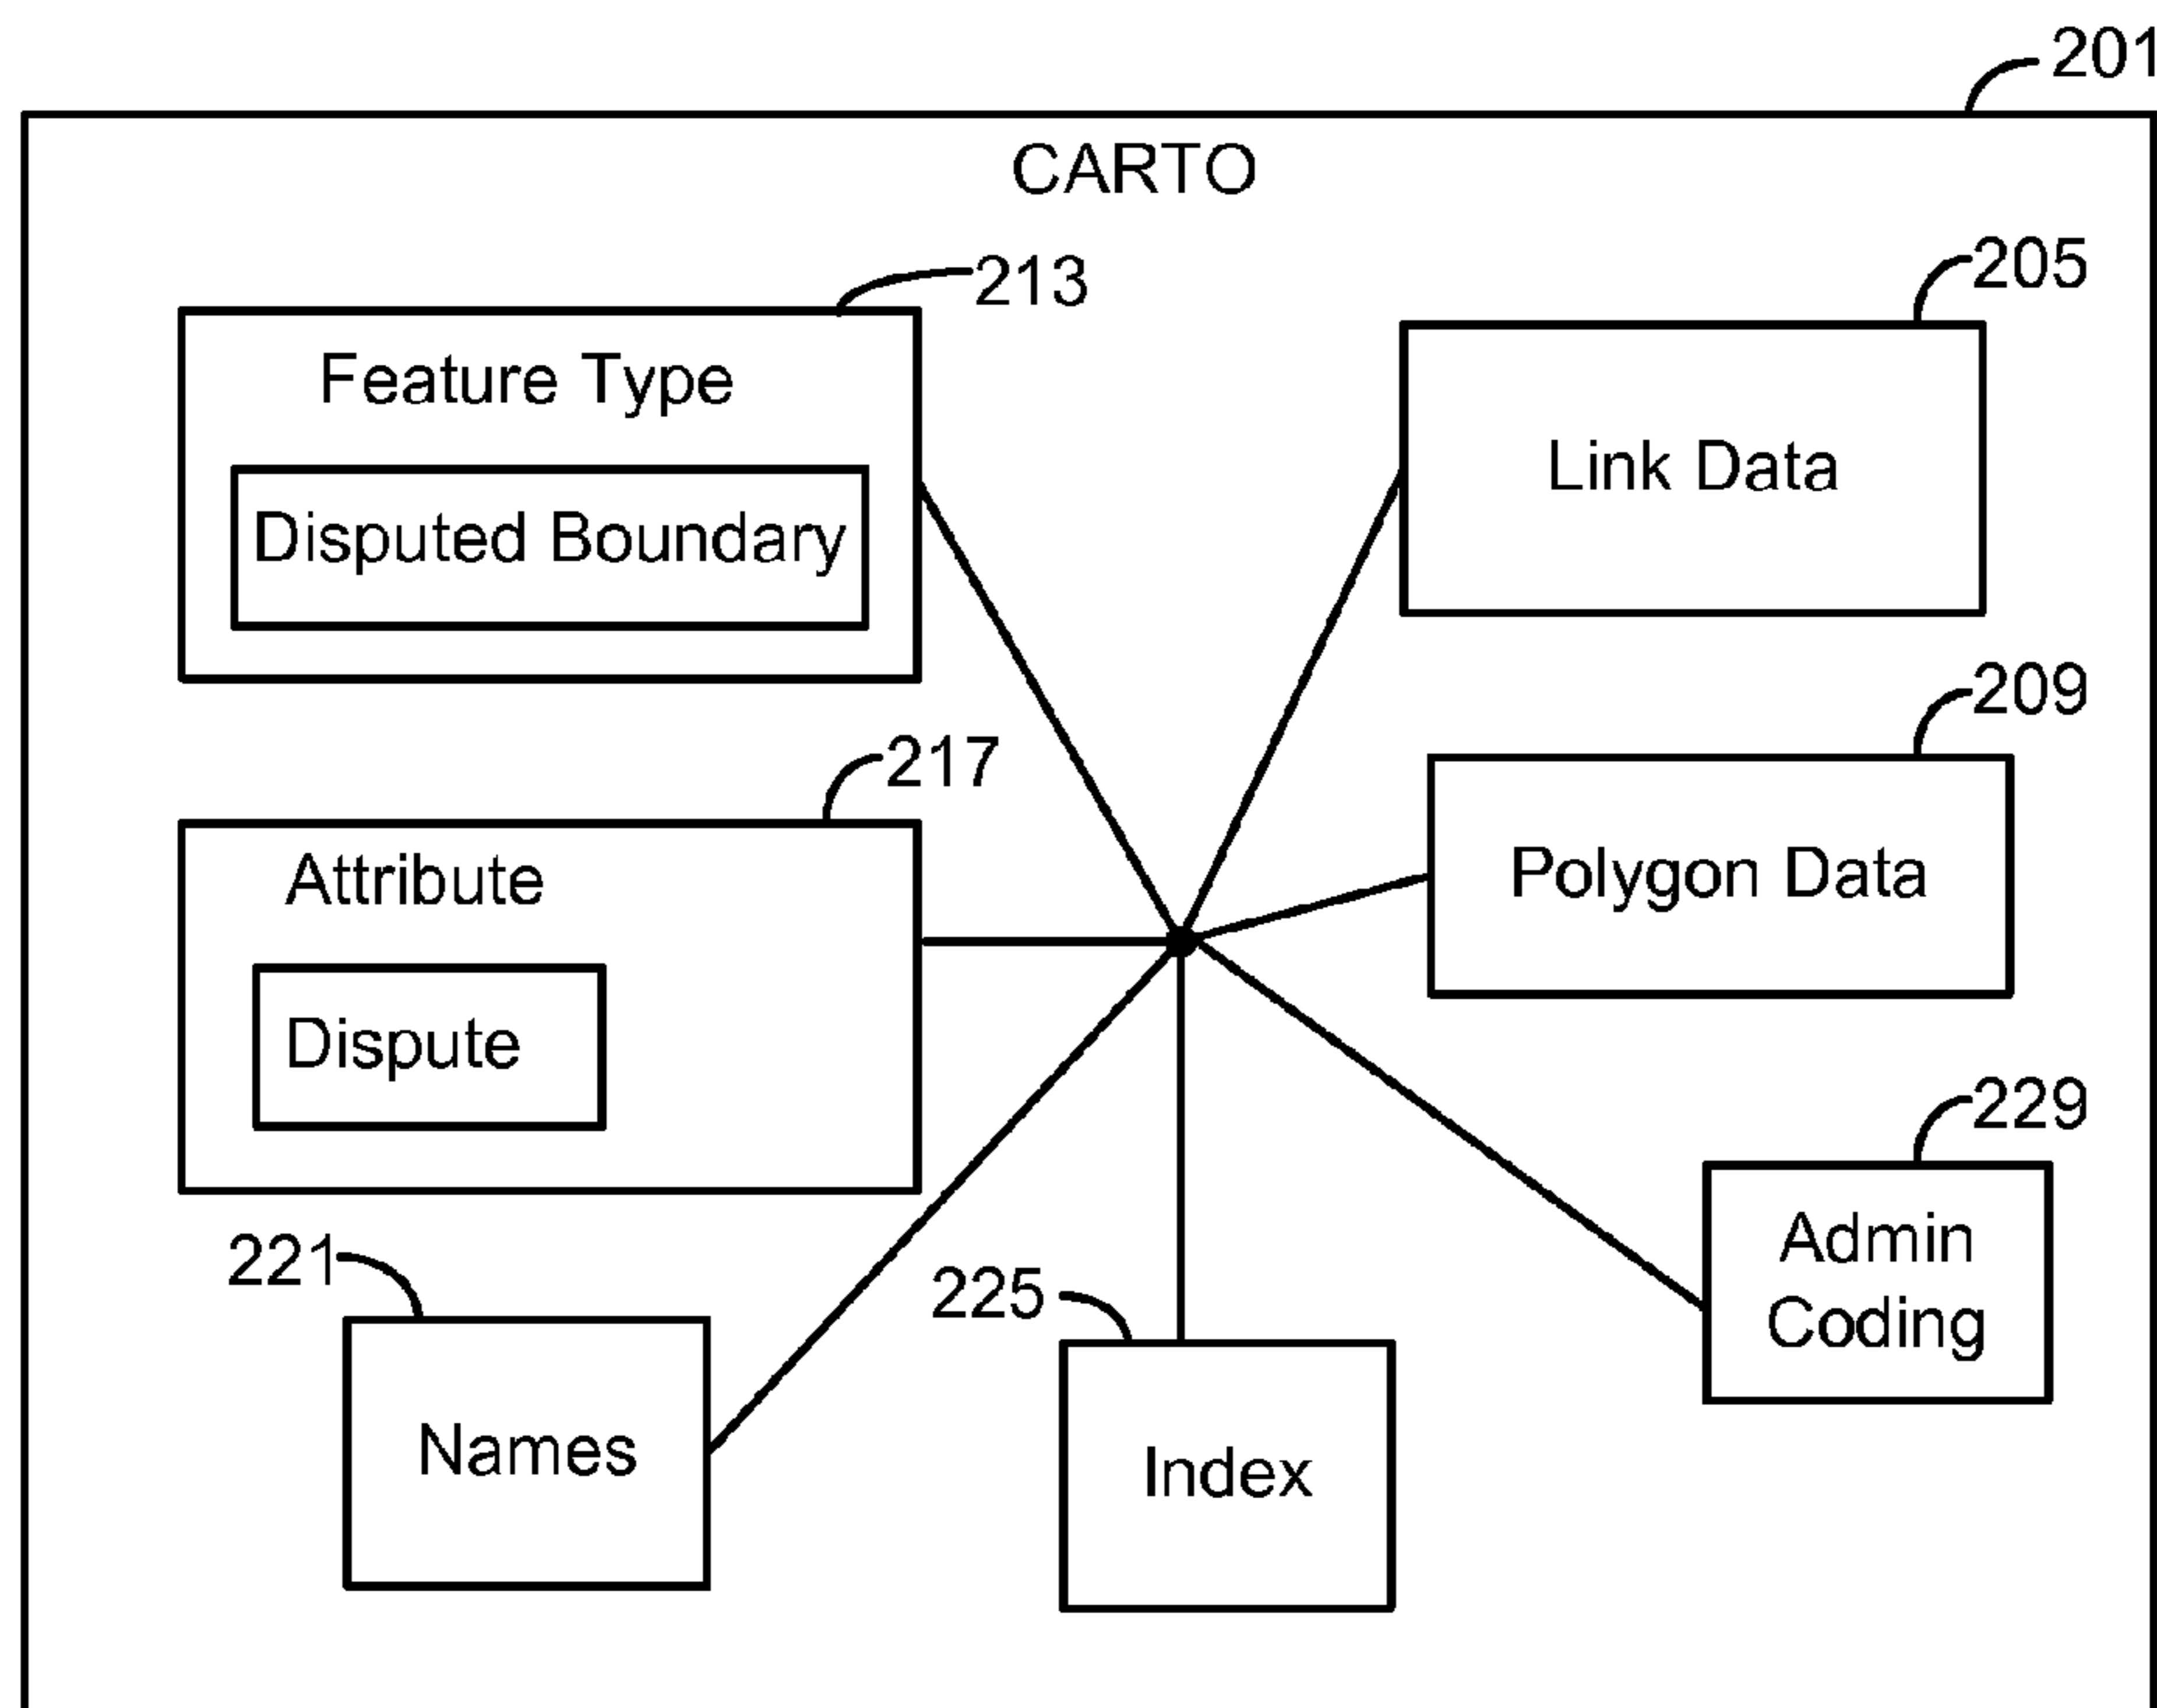 201
CARTO
213
205
Feature Type
Link Data
Disputed Boundary
209
217
Polygon Data
Attribute
Dispute
229
Admin
Coding
221
225
Names
Index